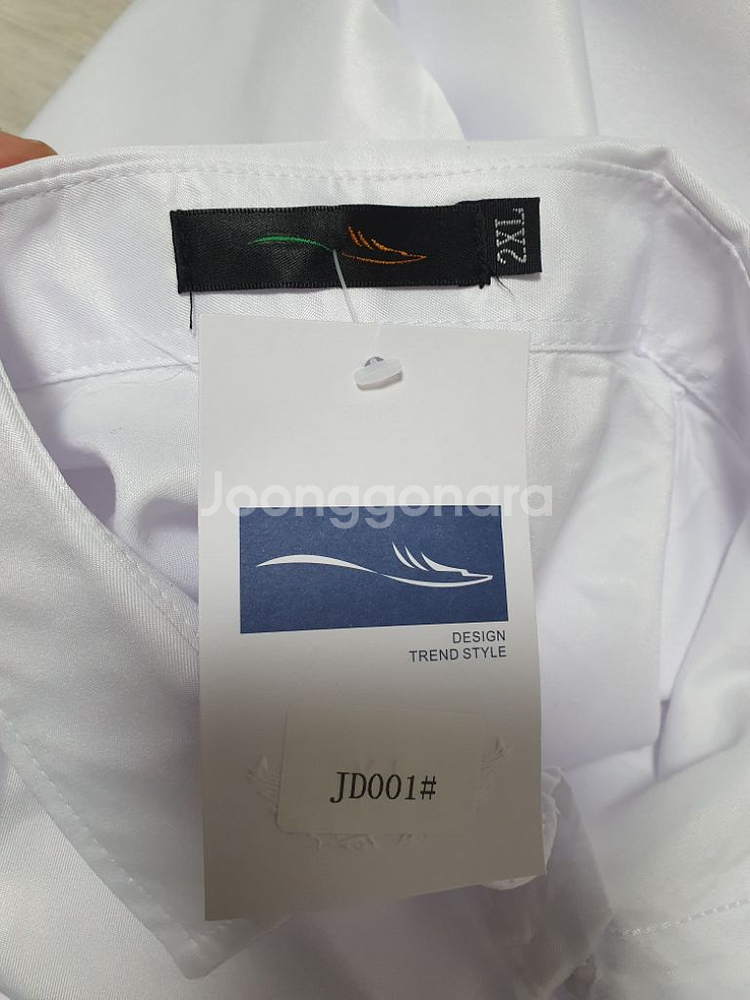 2XL
Joonggonara
DESIGN
TREND STYLE
JD001#